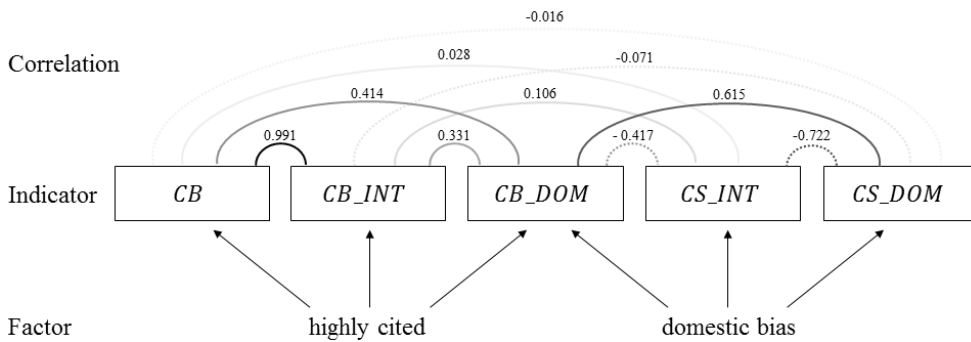 -0.016
Correlation
0.028
-0.071
0.414
0.106
0.615
0.991
0.331
- 0.417
-0.722
Indicator
CB
CB_INT
CB_DOM
CS_INT
CS_DOM
Factor
highly cited
domestic bias